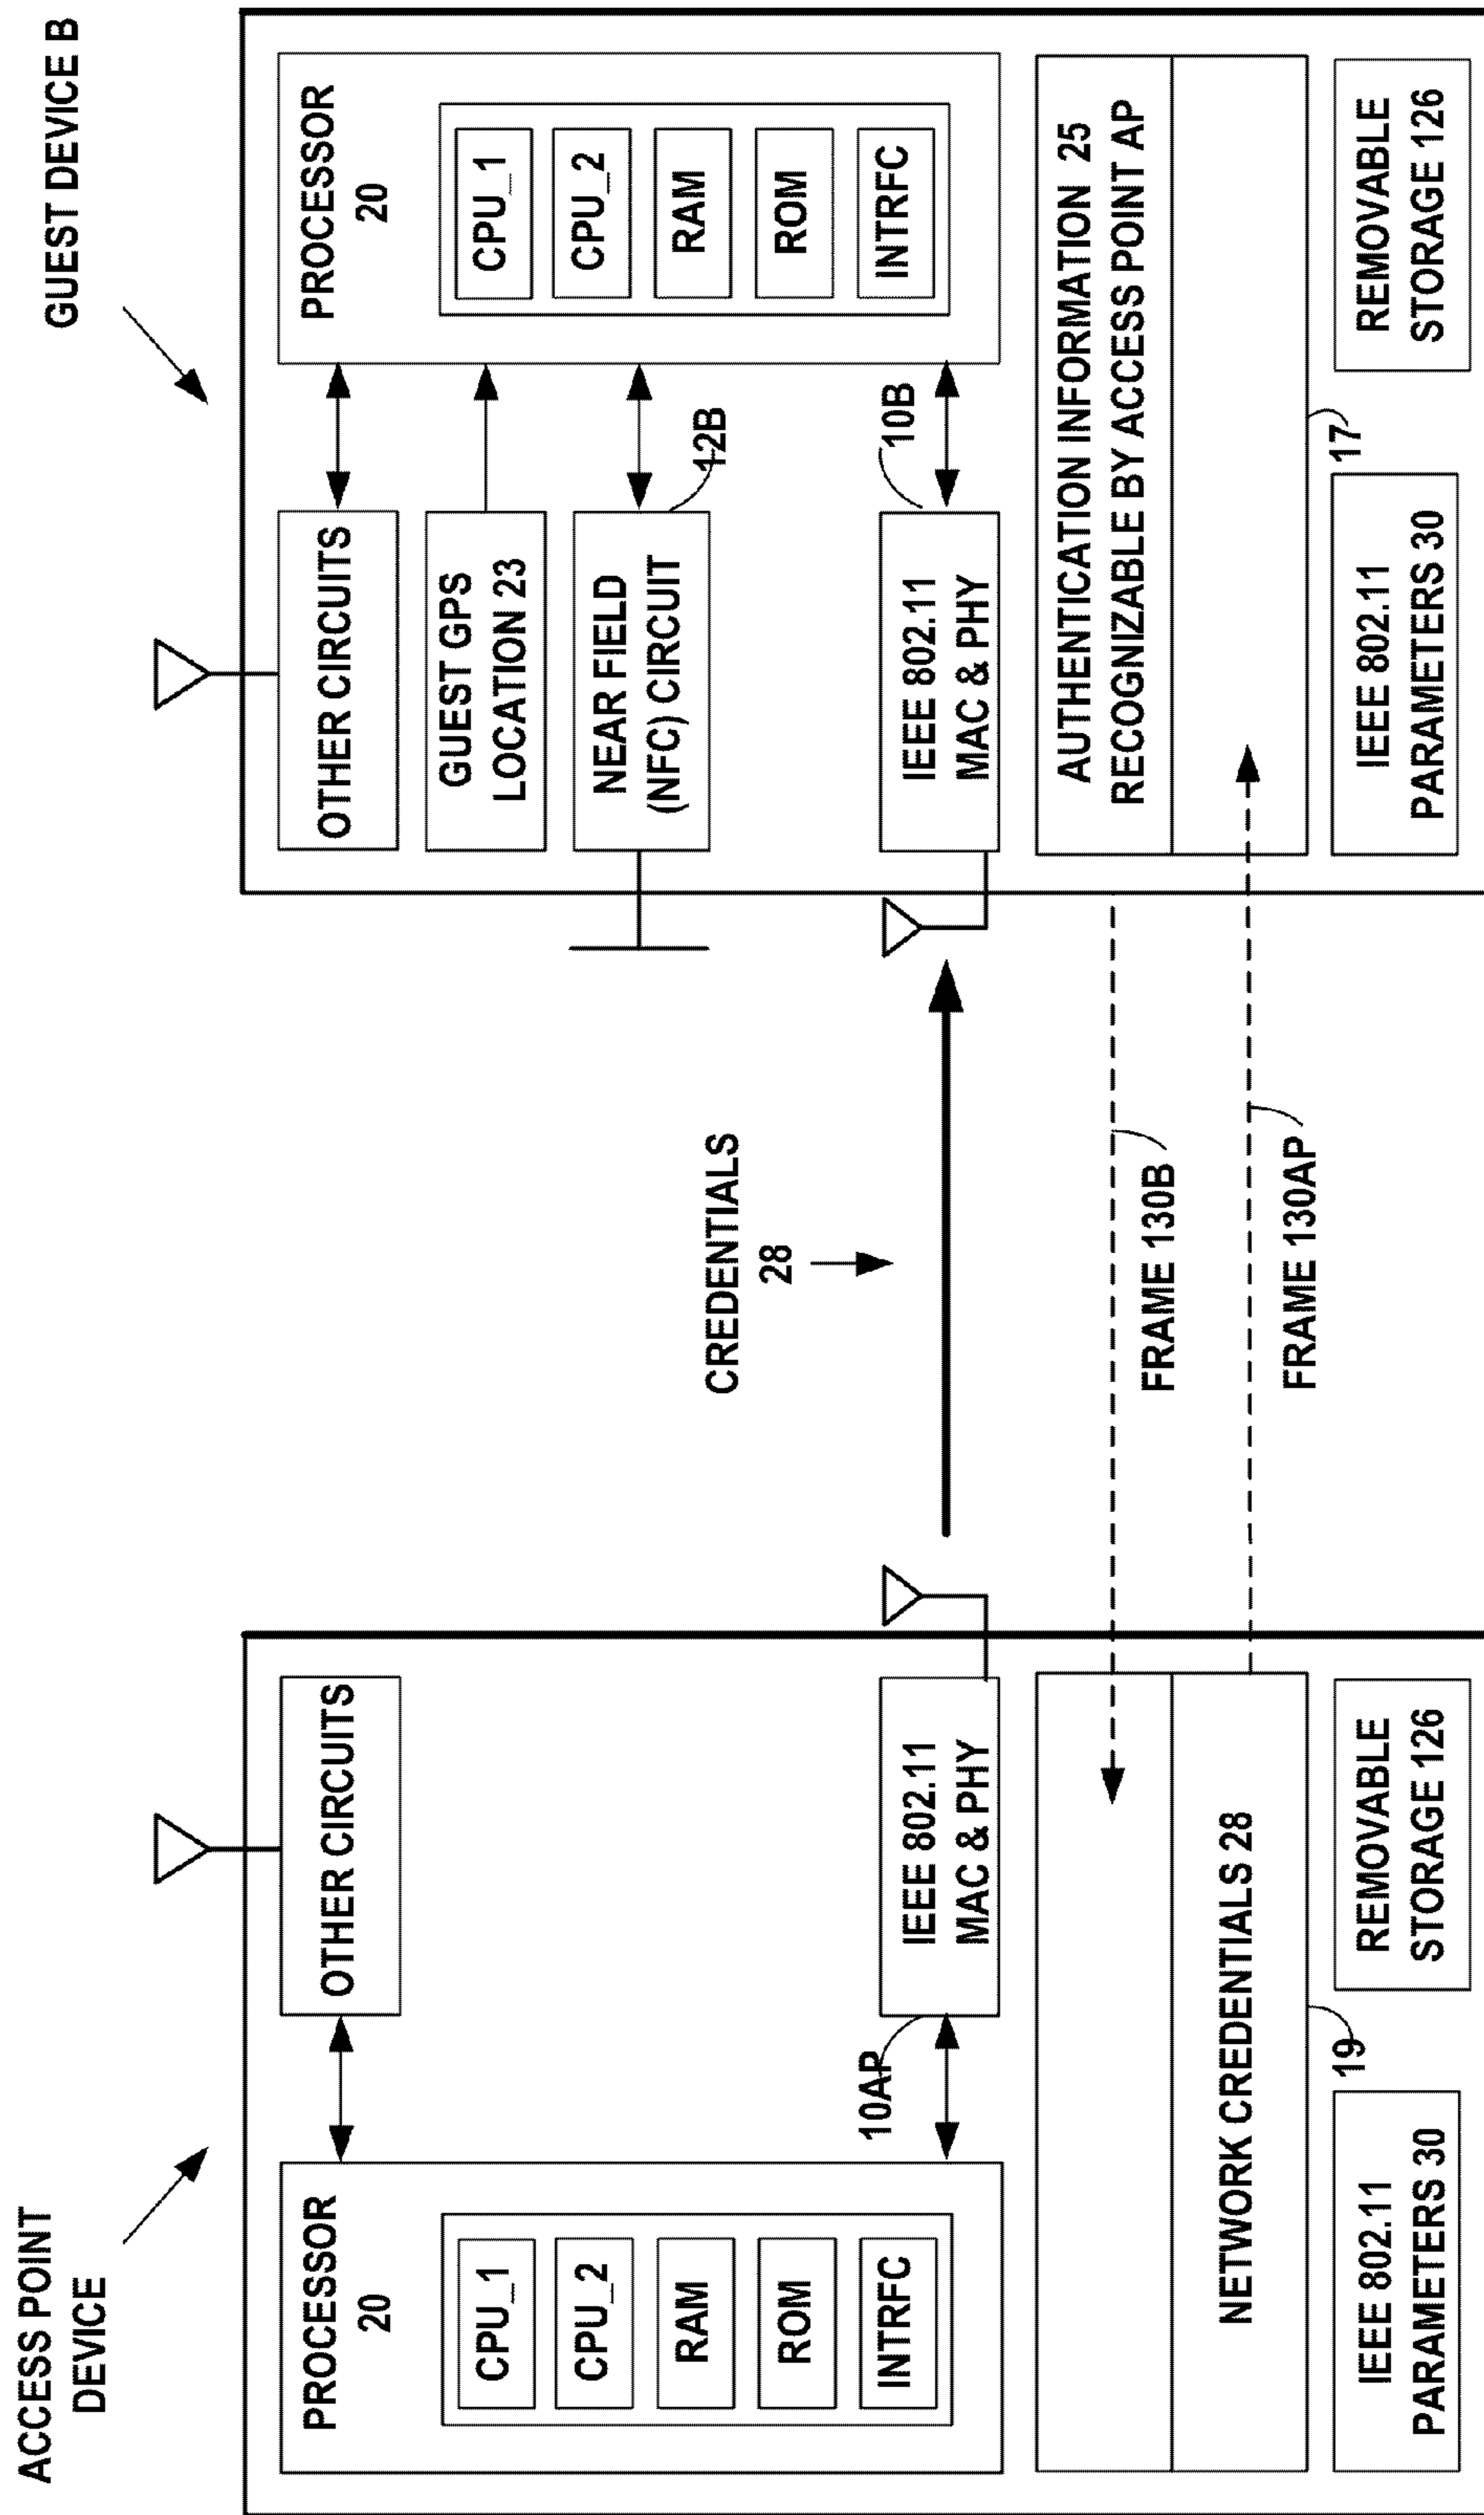 ACCESS POINT
DEVICE
PROCESSOR
20
CPU_1
CPU_2
RAM
ROM
INTRFC
OTHER CIRCUITS
10AP
IEEE 802.11
MAC & PHY
NETWORK CREDENTIALS 28
19
IEEE 802.11
PARAMETERS 30
REMOVABLE
STORAGE 126
CREDENTIALS
28
FRAME 130B
FRAME 130AP
GUEST DEVICE B
OTHER CIRCUITS
GUEST GPS
LOCATION 23
NEAR FIELD
(NFC) CIRCUIT
12B
IEEE 802.11
MAC & PHY
10B
PROCESSOR
20
CPU_1
CPU_2
RAM
ROM
INTRFC
AUTHENTICATION INFORMATION 25
RECOGNIZABLE BY ACCESS POINT AP
17
IEEE 802.11
PARAMETERS 30
REMOVABLE
STORAGE 126